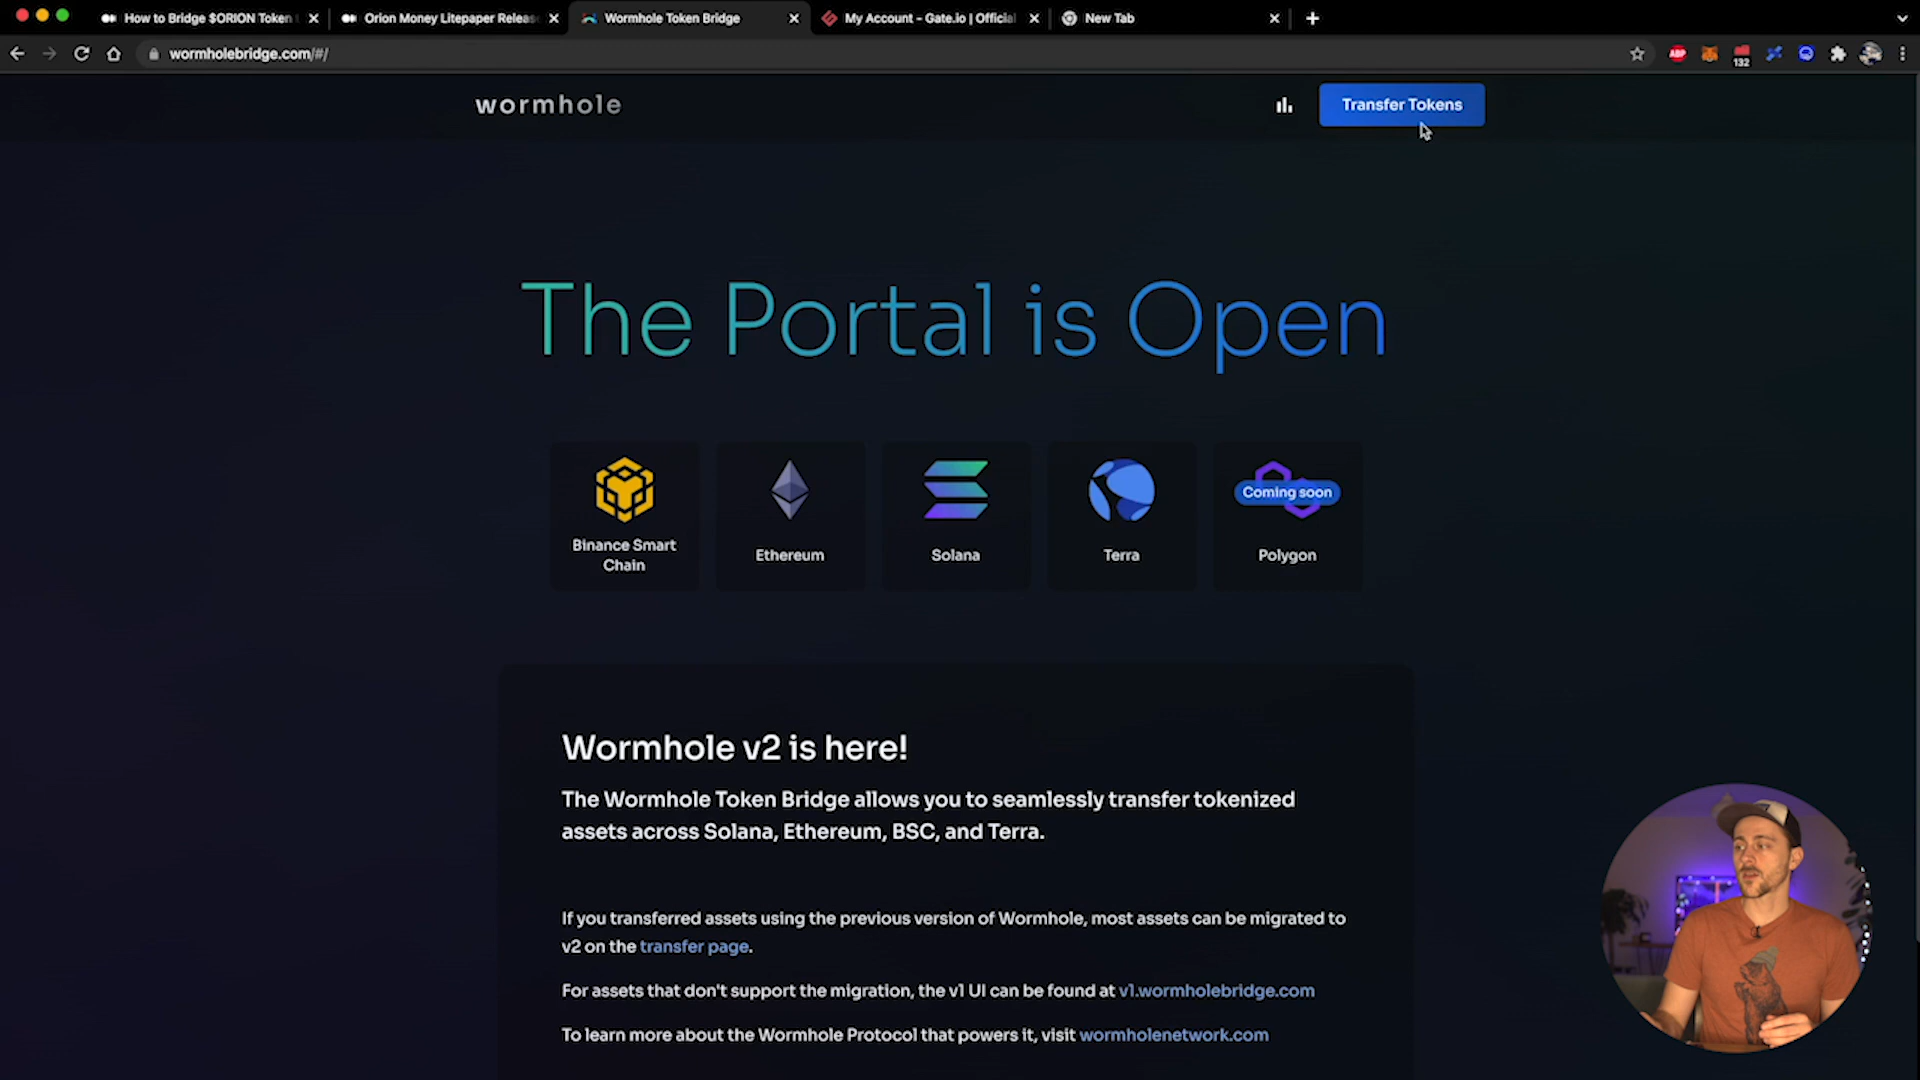 How to Bridge $ORION Token
Orion Money Litepaper Releas
Wormhole Token Bridge
My Account - Gate.io | Official
New Tab
wormholebridge.com/#/
ABP
132
wormhole
Transfer Tokens
The Portal is Open
Binance Smart
Chain
Ethereum
Solana
Terra
Coming soon
Polygon
Wormhole v2 is here!
The Wormhole Token Bridge allows you to seamlessly transfer tokenized
assets across Solana, Ethereum, BSC, and Terra.
If you transferred assets using the previous version of Wormhole, most assets can be migrated to
v2 on the transfer page.
For assets that don't support the migration, the v1 UI can be found at v1.wormholebridge.com
To learn more about the Wormhole Protocol that powers it, visit wormholenetwork.com